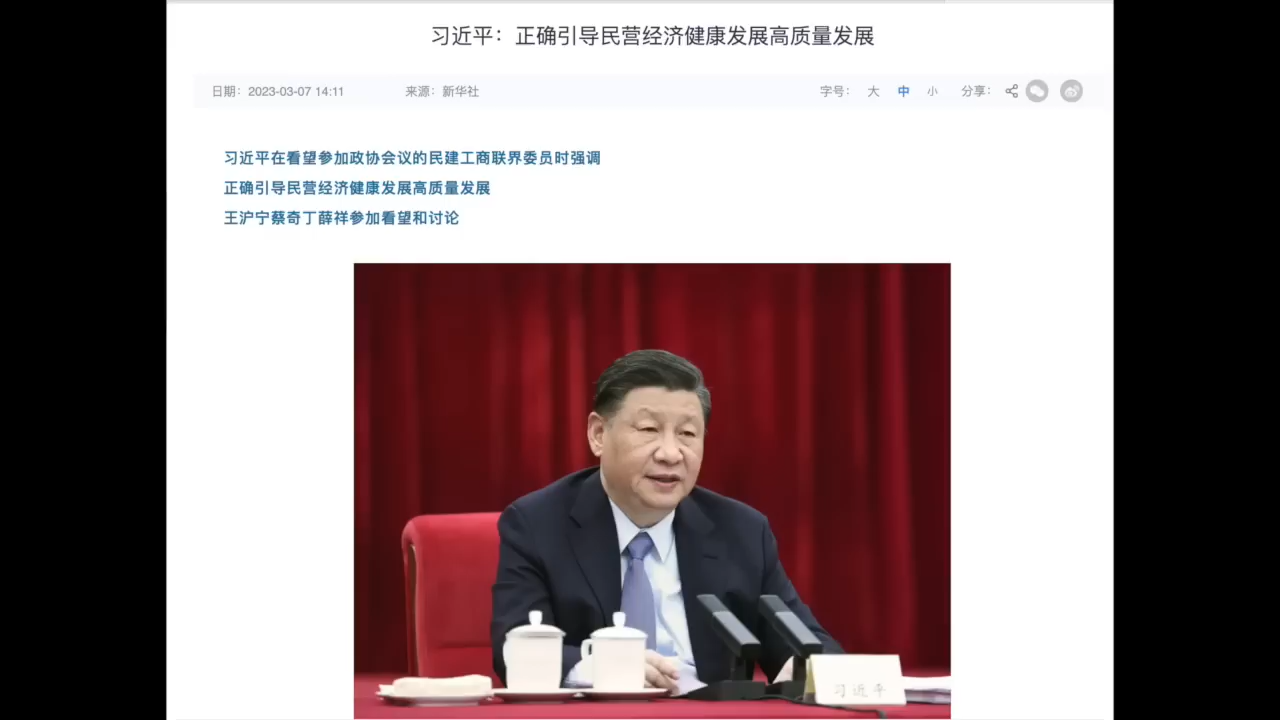 习近平：正确引导民营经济健康发展高质量发展
日期：2023-03-07 14:11 来源：新华社 字号： 大 中 小 分享：
习近平在看望参加政协会议的民建工商联界委员时强调
正确引导民营经济健康发展高质量发展
王沪宁蔡奇丁薛祥参加看望和讨论
习近平